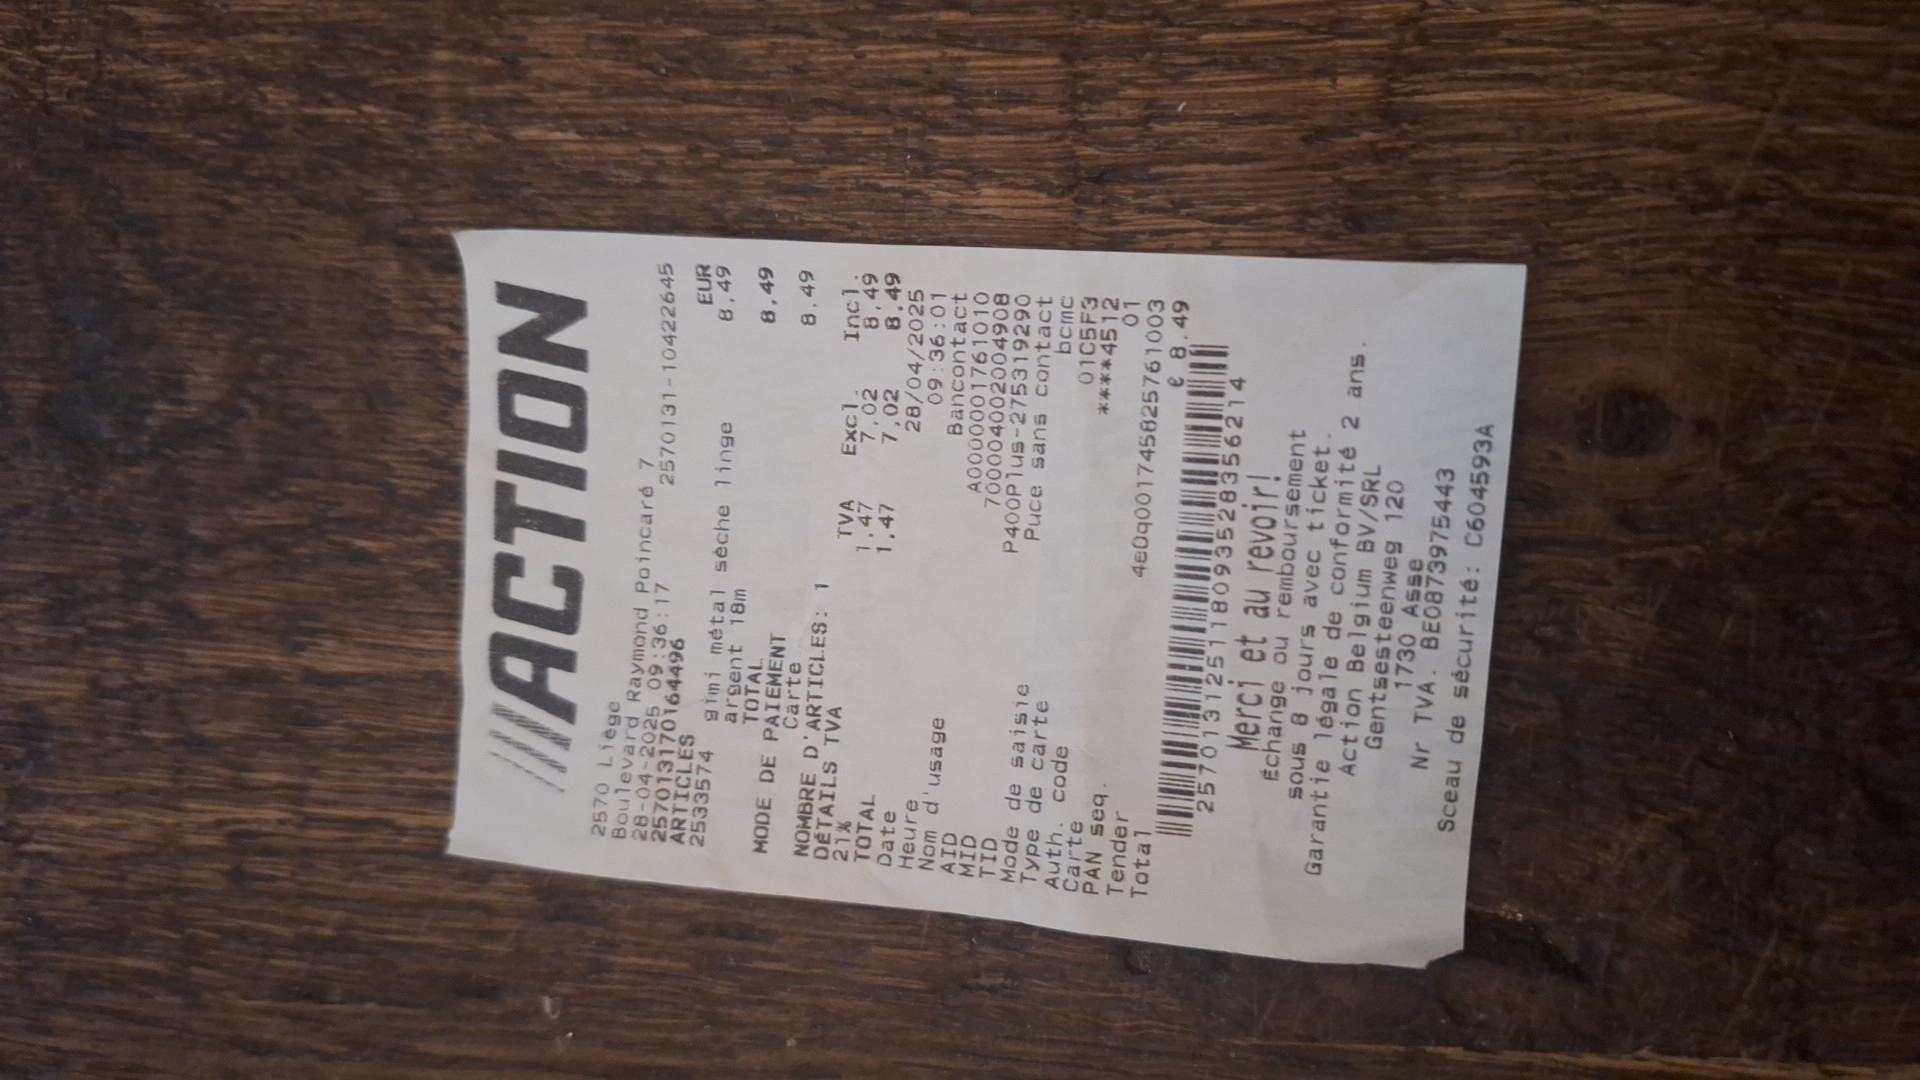 ///ACTION
2570 Liège
Boulevard Raymond Poincaré 7
28-04-2025 09:36:17 2570131-10422645
2570131770164496
ARTICLES EUR
2533574 gimi métal sèche linge 8,49
argent 18m
TOTAL 8,49
MODE DE PAIEMENT
Carte 8,49
NOMBRE D'ARTICLES: 1
DÉTAILS TVA TVA Excl. Incl.
21% 1,47 7,02 8,49
TOTAL 1,47 7,02 8,49
Date 28/04/2025
Heure 09:36:01
Nom d'usage Bancontact
AID A0000001761010
MID 700004002004908
TID P400Plus-275319290
Mode de saisie Puce sans contact
Type de carte bcmc
Auth. code 01C5F3
Carte ****4512
PAN seq. 01
Tender 4e0q001745825761003
Total € 8.49
257013125118093528356214
Merci et au revoir!
Échange ou remboursement
sous 8 jours avec ticket.
Garantie légale de conformité 2 ans.
Action Belgium BV/SRL
Gentsesteenweg 120
1730 Asse
Nr TVA. BE0873975443
Sceau de sécurité: C604593A